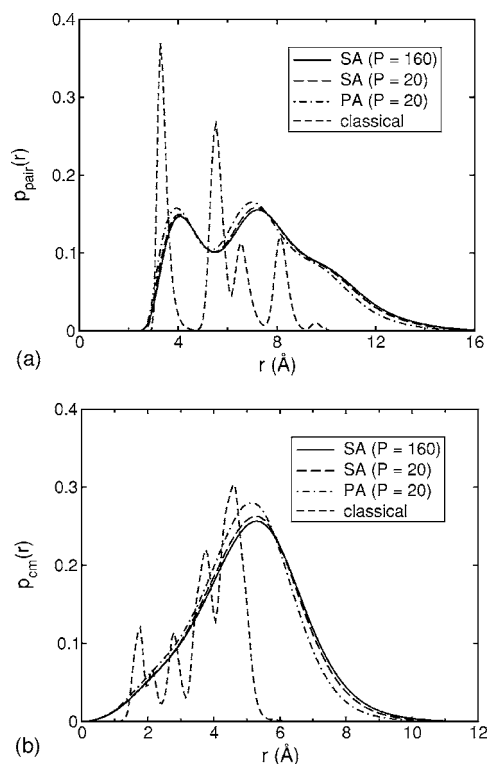 0.4
0.3
0.2
0.1
0
p_pair(r)
SA (P = 160)
SA (P = 20)
PA (P = 20)
classical
0 4 8 12 16
r (Å)
(a)
0.4
0.3
0.2
0.1
0
p_cm(r)
SA (P = 160)
SA (P = 20)
PA (P = 20)
classical
0 2 4 6 8 10 12
r (Å)
(b)